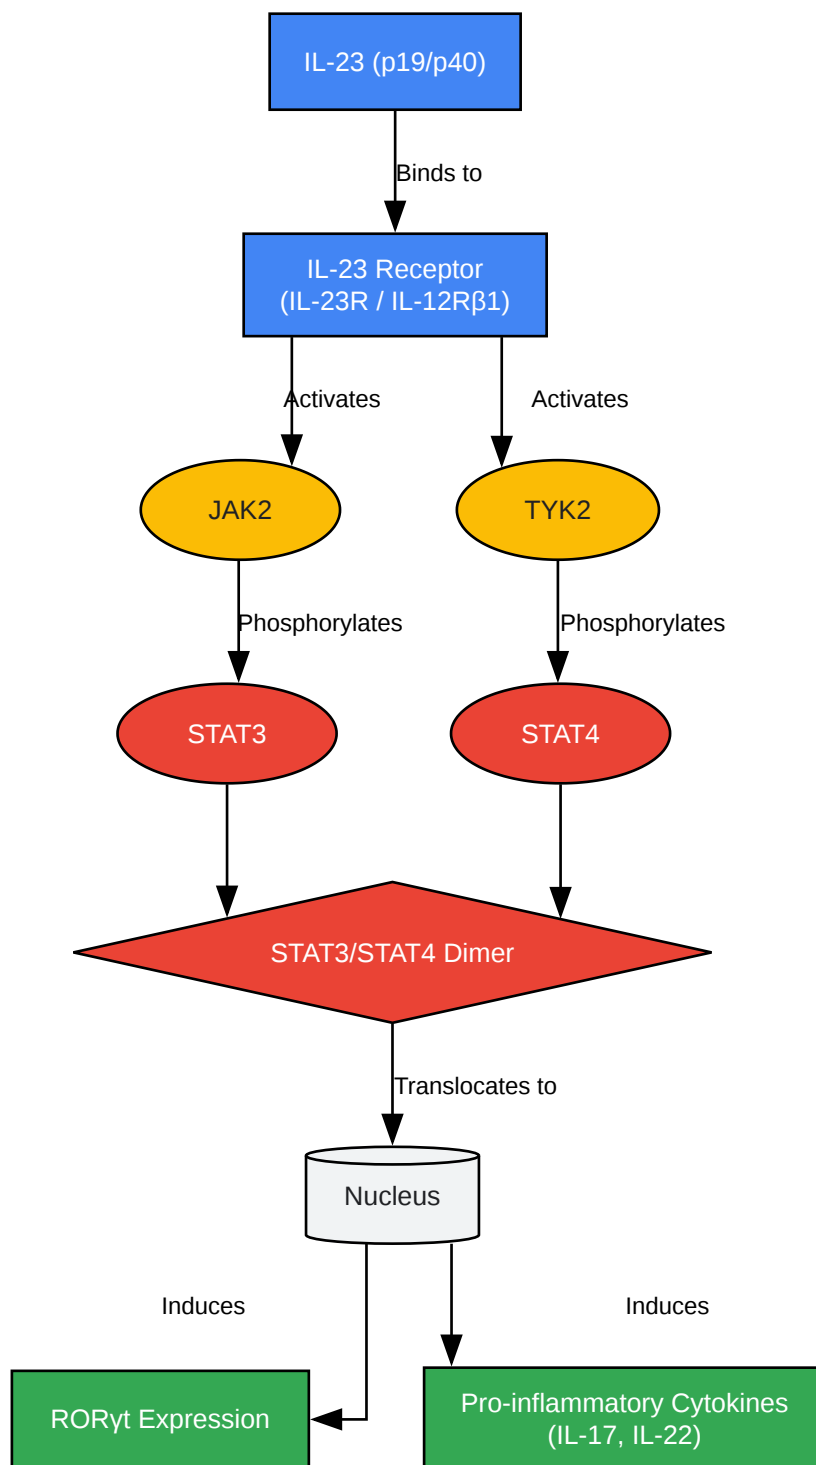 IL-23 (p19/p40)
Binds to
IL-23 Receptor
(IL-23R / IL-12Rβ1)
Activates
Activates
JAK2
TYK2
Phosphorylates
Phosphorylates
STAT3
STAT4
STAT3/STAT4 Dimer
Translocates to
Nucleus
Induces
Induces
RORγt Expression
Pro-inflammatory Cytokines
(IL-17, IL-22)